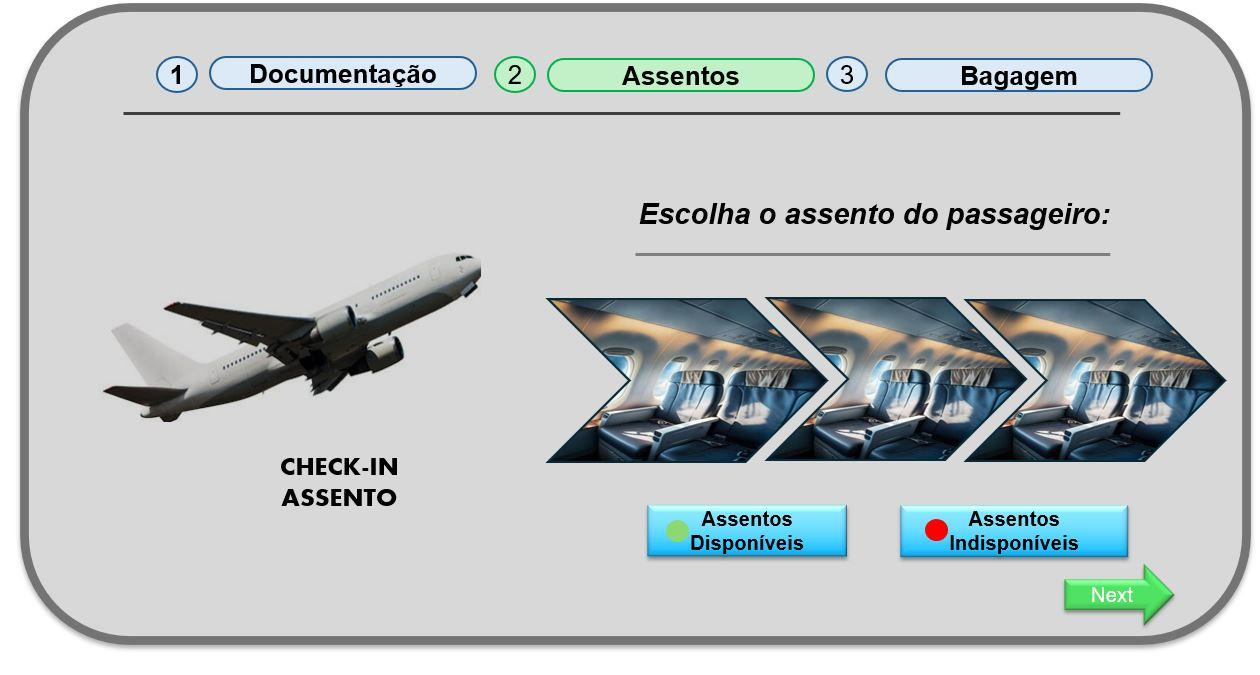 1 Documentação 2 Assentos 3 Bagagem
Escolha o assento do passageiro:
CHECK-IN
ASSENTO
Assentos
Disponíveis
Assentos
Indisponíveis
Next